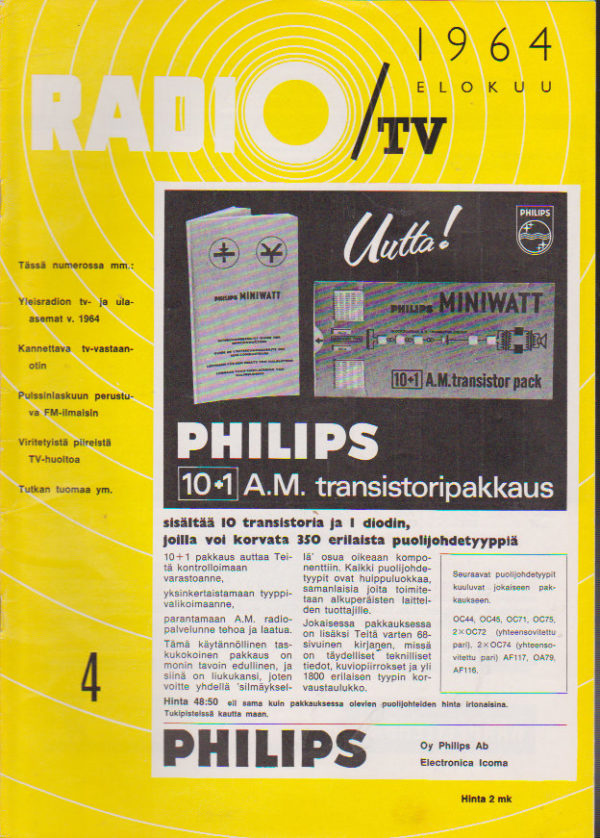 1964
ELOKUU
RADIO/TV
Tässä numerossa mm.:
Yleisradion tv- ja ula-
asemat v. 1964
Kannettava tv-vastaan-
otin
Pulssinlaskuun perustu-
va FM-ilmaisin
Viritetyistä piireistä
TV-huoltoa
Tutkan tuomaa ym.
4
Uutta!
PHILIPS
PHILIPS MINIWATT
PHILIPS MINIWATT
10+1 A.M. transistor pack
PHILIPS
10+1 A.M. transistoripakkaus
sisältää 10 transistoria ja 1 diodin,
joilla voi korvata 350 erilaista puolijohdetyyppiä
10+1 pakkaus auttaa Tei-
tä kontrolloimaan
varastoanne,
yksinkertaistamaan tyyppi-
valikoimaanne,
parantamaan A.M. radio-
palvelunne tehoa ja laatua.
Tämä käytännöllinen tas-
kukokoinen pakkaus on
monin tavoin edullinen, ja
siinä on liukukansi, joten
voitte yhdellä 'silmäyksel-
lä' osua oikeaan kompo-
nenttiin. Kaikki puolijohde-
tyypit ovat huippuluokkaa,
samanlaisia joita toimite-
taan alkuperäisten laittei-
den tuottajille.
Jokaisessa pakkauksessa
on lisäksi Teitä varten 68-
sivuinen kirjanen, missä
on täydelliset teknilliset
tiedot, kuviopiirrokset ja yli
1800 erilaisen tyypin kor-
vaustaulukko.
Seuraavat puolijohdetyypit
kuuluvat jokaiseen pak-
kaukseen.
OC44, OC45, OC71, OC75,
2×OC72 (yhteensovitettu
pari), 2×OC74 (yhteenso-
vitettu pari) AF117, OA79,
AF116.
Hinta 48:50 eli sama kuin pakkauksessa olevien puolijohteiden hinta irtonaisina.
Tukipisteissä kautta maan.
PHILIPS
Oy Philips Ab
Electronica Icoma
Hinta 2 mk